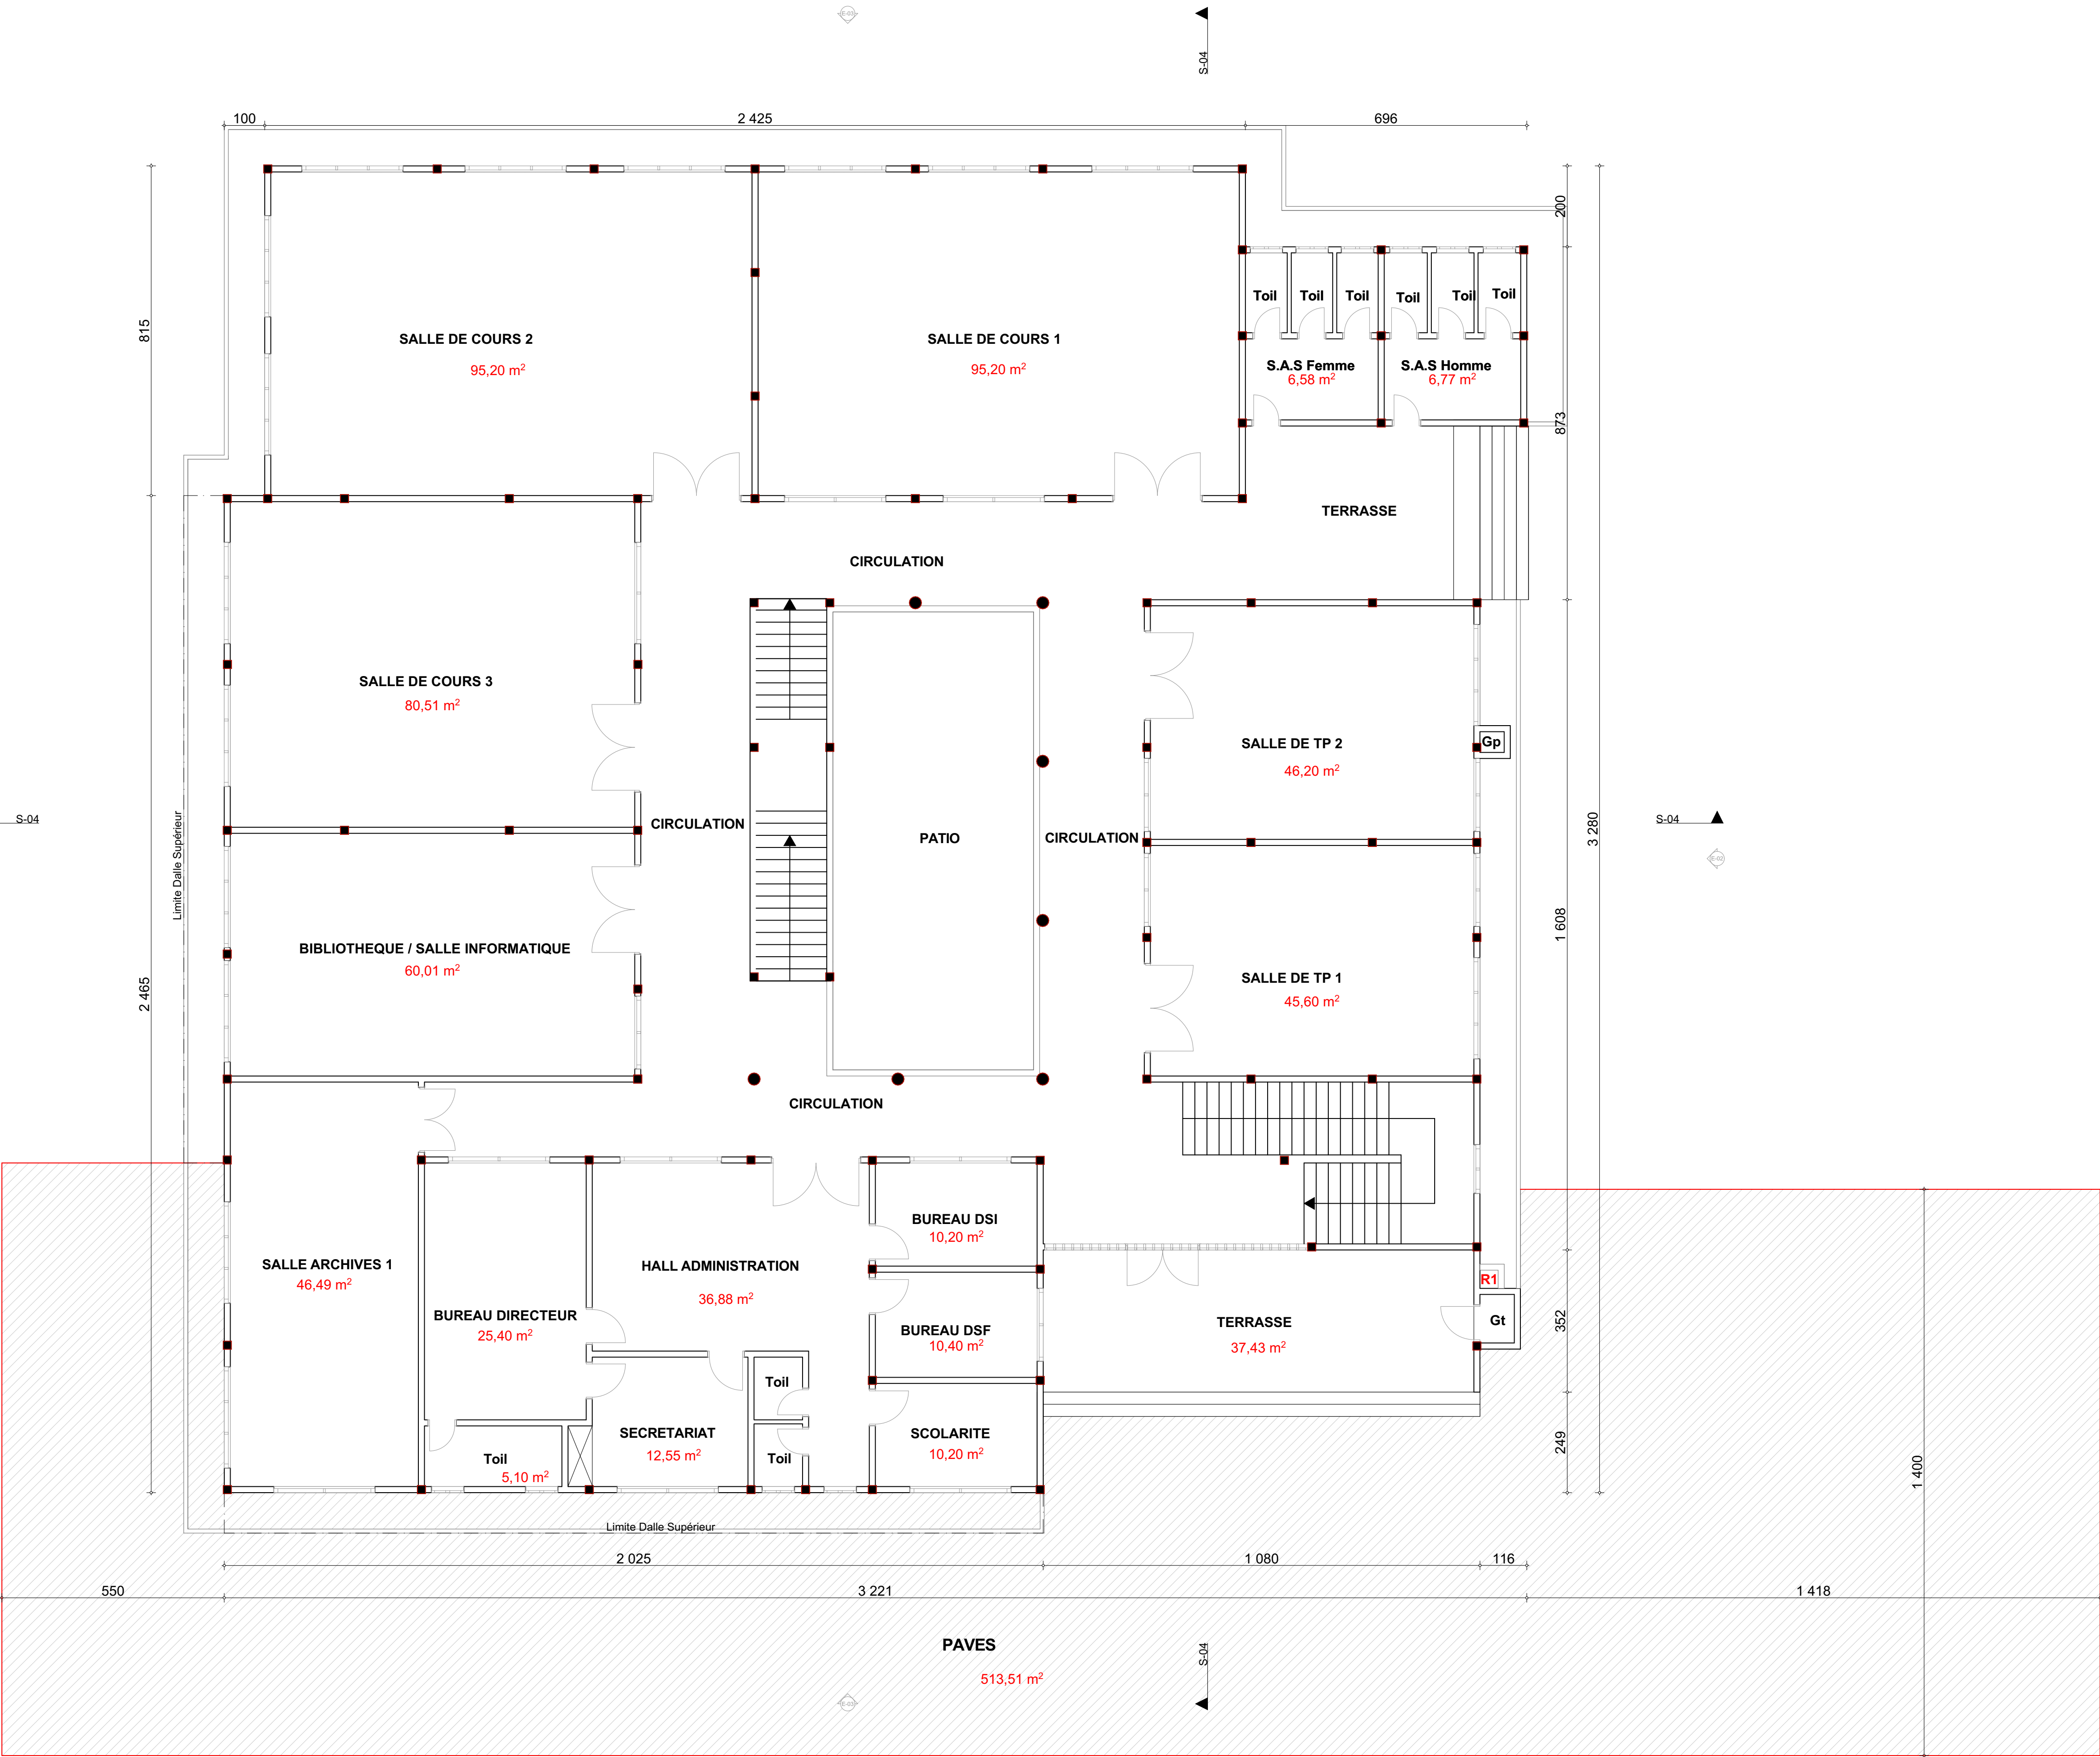 E-03
S-04
100
2 425
696
200
815
Toil
Toil
Toil
Toil
Toil
Toil
SALLE DE COURS 2
95,20 m²
SALLE DE COURS 1
95,20 m²
S.A.S Femme
6,58 m²
S.A.S Homme
6,77 m²
873
TERRASSE
CIRCULATION
SALLE DE COURS 3
80,51 m²
SALLE DE TP 2
46,20 m²
Gp
S-04
Limite Dalle Supérieur
CIRCULATION
PATIO
CIRCULATION
3 280
S-04
E-02
1 608
BIBLIOTHEQUE / SALLE INFORMATIQUE
60,01 m²
SALLE DE TP 1
45,60 m²
2 465
CIRCULATION
BUREAU DSI
10,20 m²
SALLE ARCHIVES 1
46,49 m²
HALL ADMINISTRATION
36,88 m²
R1
BUREAU DIRECTEUR
25,40 m²
BUREAU DSF
10,40 m²
TERRASSE
37,43 m²
Gt
352
Toil
SECRETARIAT
12,55 m²
SCOLARITE
10,20 m²
249
Toil
5,10 m²
Toil
1 400
Limite Dalle Supérieur
2 025
1 080
116
550
3 221
1 418
PAVES
513,51 m²
S-04
E-03